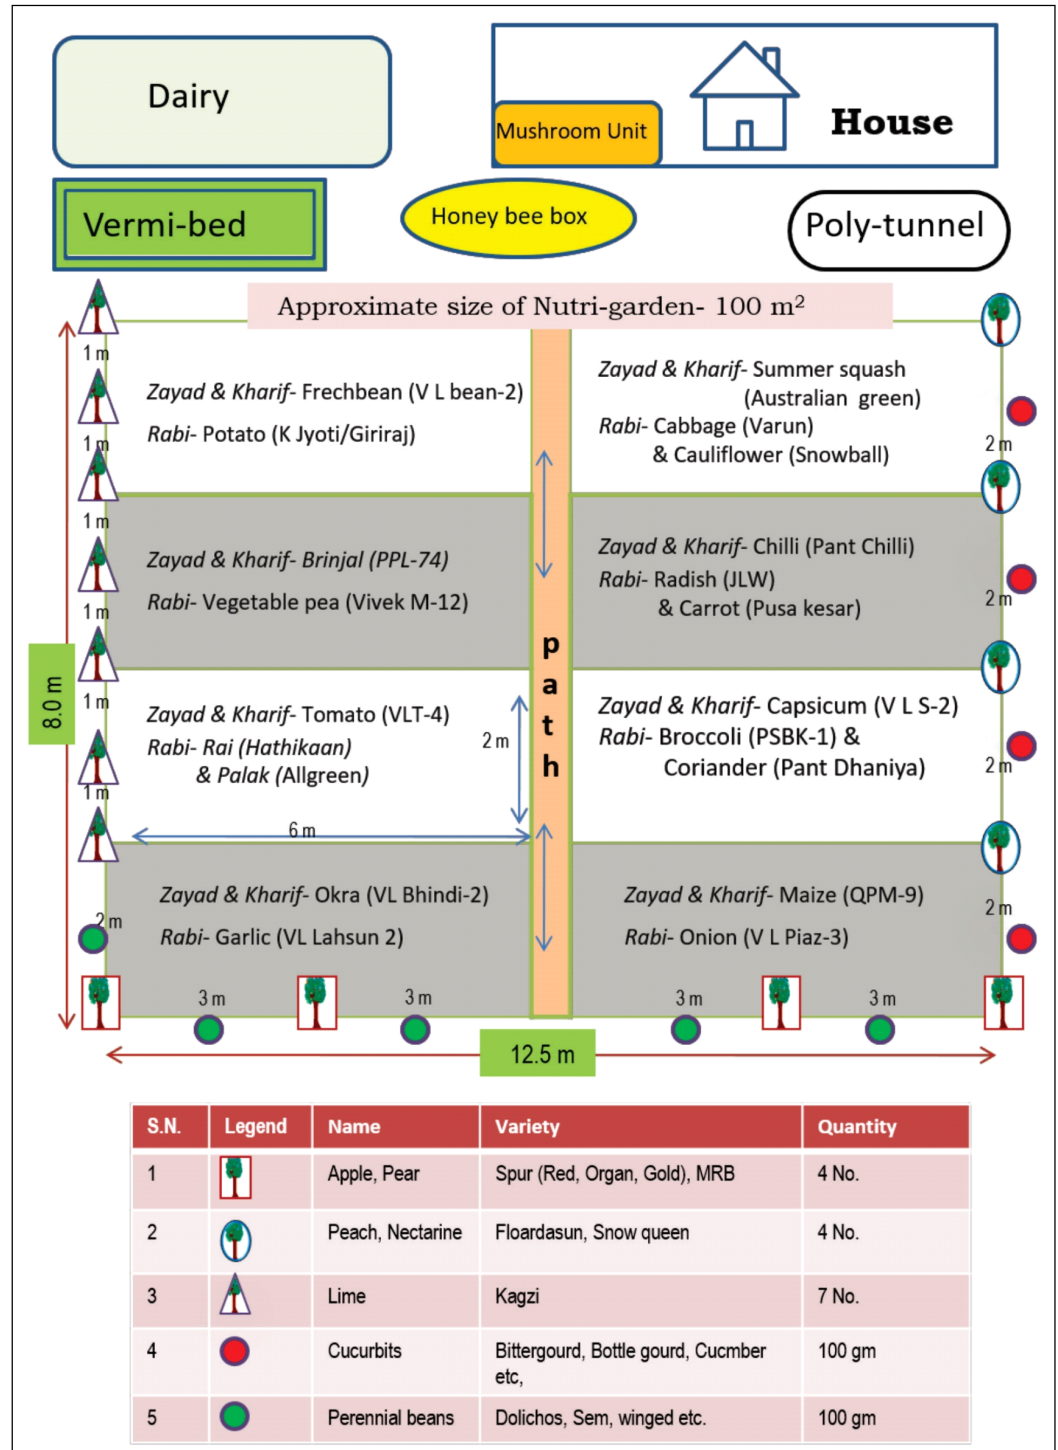 Dairy
Mushroom Unit
House
Vermi-bed
Honey bee box
Poly-tunnel
Approximate size of Nutri-garden- 100 m²
1 m
1 m
1 m
1 m
1 m
1 m
2 m
8.0 m
Zayad & Kharif- Frechbean (V L bean-2)
Rabi- Potato (K Jyoti/Giriraj)
Zayad & Kharif- Summer squash
(Australian green)
Rabi- Cabbage (Varun)
& Cauliflower (Snowball)
2 m
Zayad & Kharif- Brinjal (PPL-74)
Rabi- Vegetable pea (Vivek M-12)
Zayad & Kharif- Chilli (Pant Chilli)
Rabi- Radish (JLW)
& Carrot (Pusa kesar)
2 m
path
Zayad & Kharif- Tomato (VLT-4)
Rabi- Rai (Hathikaan)
& Palak (Allgreen)
2 m
6 m
Zayad & Kharif- Capsicum (V L S-2)
Rabi- Broccoli (PSBK-1) &
Coriander (Pant Dhaniya)
2 m
Zayad & Kharif- Okra (VL Bhindi-2)
Rabi- Garlic (VL Lahsun 2)
Zayad & Kharif- Maize (QPM-9)
Rabi- Onion (V L Piaz-3)
2 m
3 m
3 m
3 m
3 m
12.5 m
S.N. Legend Name Variety Quantity
1 Apple, Pear Spur (Red, Organ, Gold), MRB 4 No.
2 Peach, Nectarine Floardasun, Snow queen 4 No.
3 Lime Kagzi 7 No.
4 Cucurbits Bittergourd, Bottle gourd, Cucmber 100 gm
etc,
5 Perennial beans Dolichos, Sem, winged etc. 100 gm